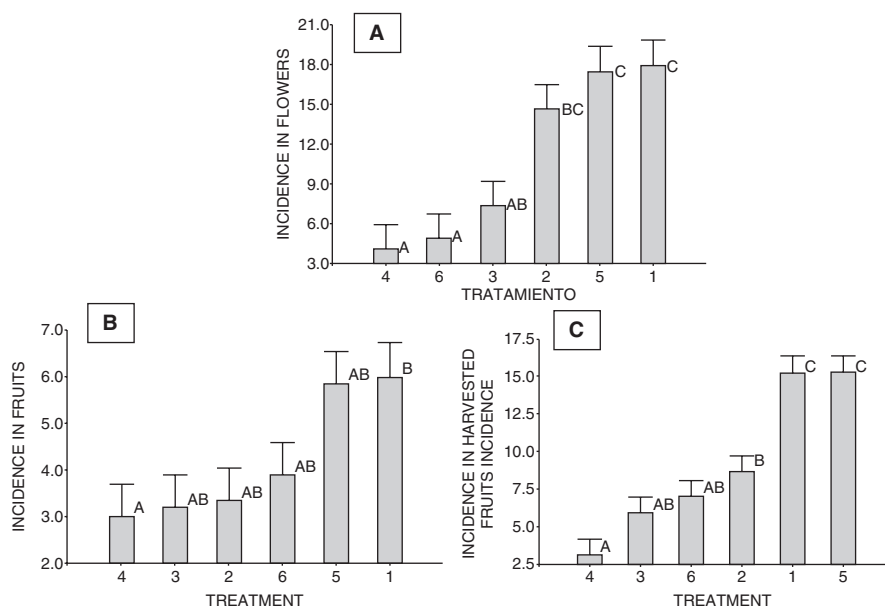 A
INCIDENCE IN FLOWERS
21.0
18.0
15.0
12.0
9.0
6.0
3.0
A
A
AB
BC
C
C
4 6 3 2 5 1
TRATAMIENTO
B
INCIDENCE IN FRUITS
7.0
6.0
5.0
4.0
3.0
2.0
A
AB
AB
AB
AB
B
4 3 2 6 5 1
TREATMENT
C
INCIDENCE IN HARVESTED
FRUITS INCIDENCE
17.5
15.0
12.5
10.0
7.5
5.0
2.5
A
AB
AB
B
C
C
4 3 6 2 1 5
TREATMENT